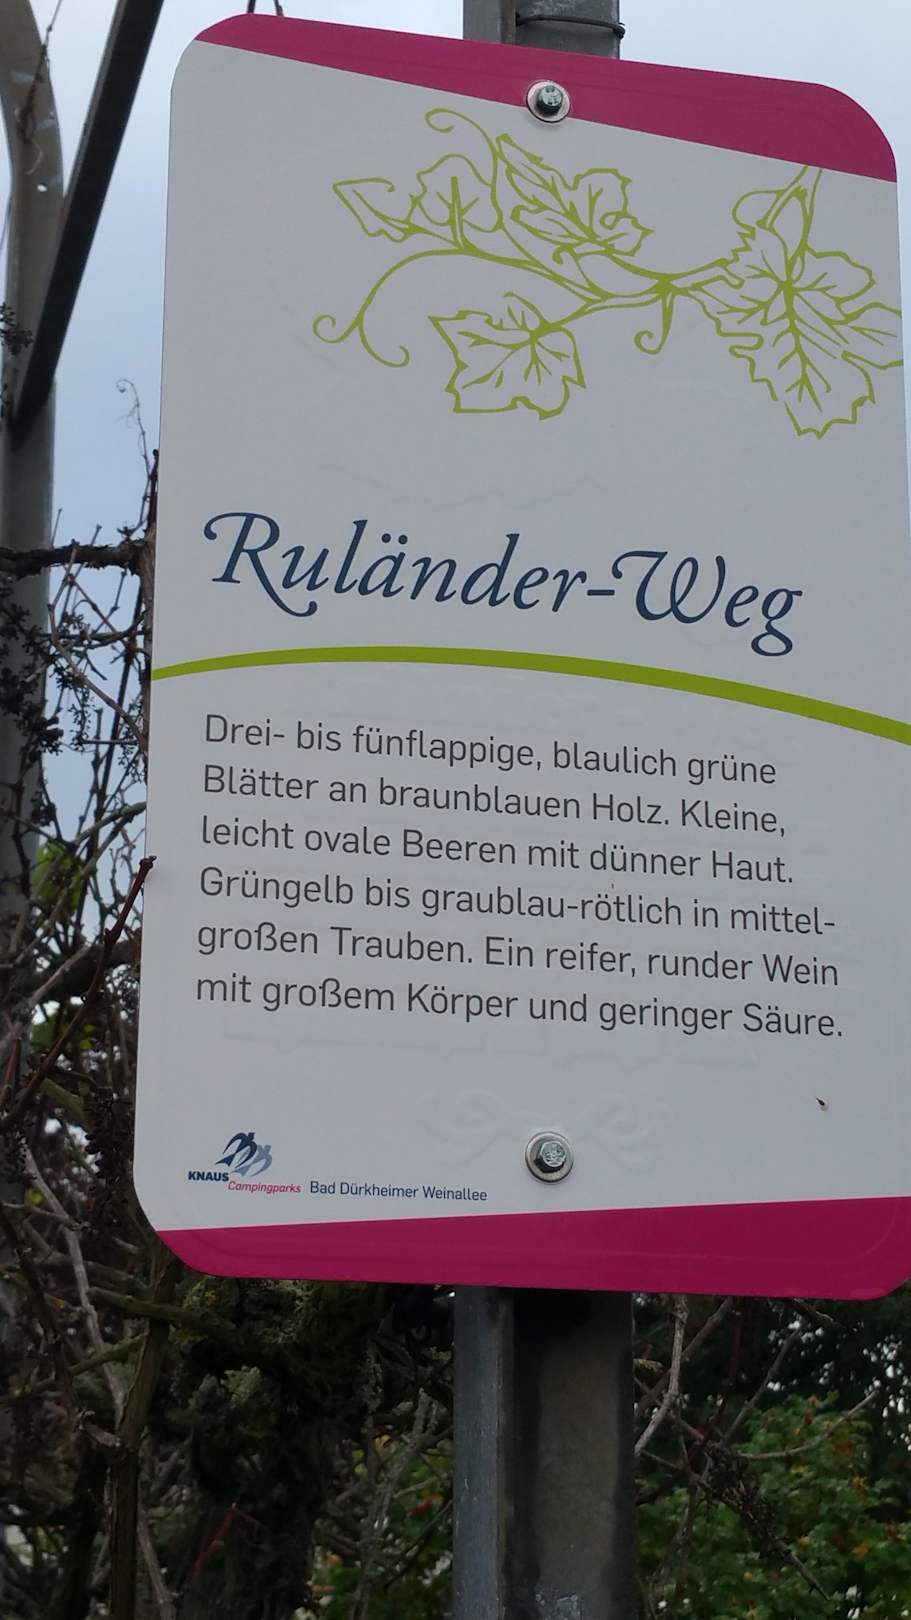 Ruländer-Weg
Drei- bis fünflappige, blaulich grüne
Blätter an braunblauen Holz. Kleine,
leicht ovale Beeren mit dünner Haut.
Grüngelb bis graublau-rötlich in mittel-
großen Trauben. Ein reifer, runder Wein
mit großem Körper und geringer Säure.
KNAUS
Campingparks Bad Dürkheimer Weinallee